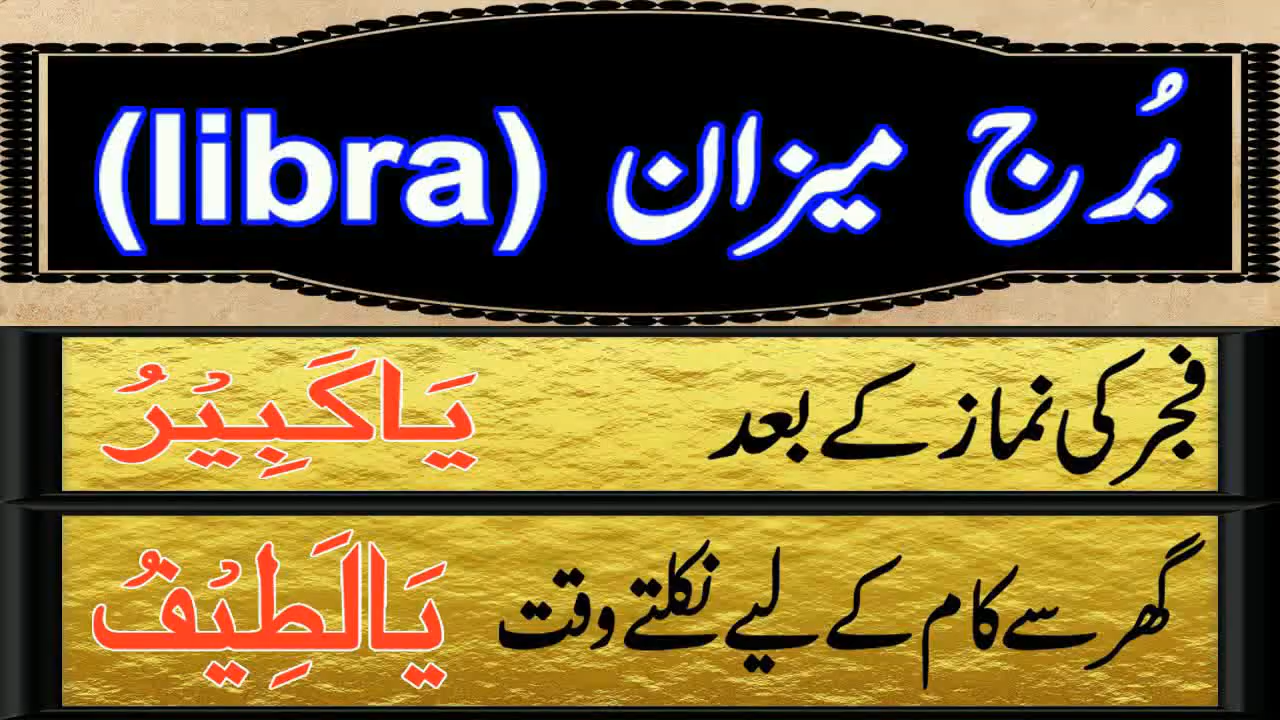 بُرج میزان (libra)
فجر کی نماز کے بعد یَاکَبِیْرُ
گھر سے کام کے لیے نکلتے وقت یَالَطِیْفُ